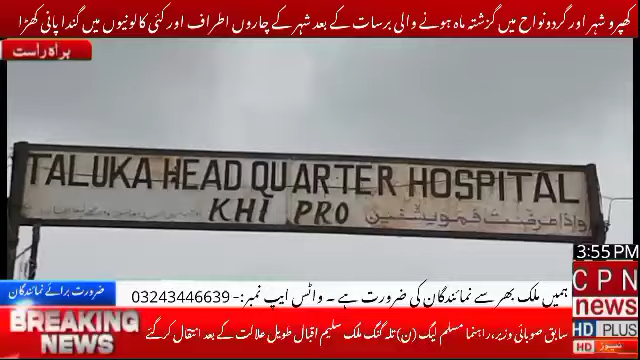 کھپرو شہر اور گردونواح میں گزشتہ ماہ ہونے والی برسات کے بعد شہر کے چاروں اطراف اور کئی کالونیوں میں گندا پانی کھڑا
براہ راست
TALUKA HEAD QUARTER HOSPITAL
KHI PRO
3:55 PM
ضرورت برائے نمائندگان
ہمیں ملک بھر سے نمائندگان کی ضرورت ہے ۔ واٹس ایپ نمبر:- 03243446639
CPN
news
HD PLUS
HD نیوز
BREAKING
NEWS
سابق صوبائی وزیر، راہنما مسلم لیگ (ن) تلہ گنگ ملک سلیم اقبال طویل علالت کے بعد انتقال کرگئے